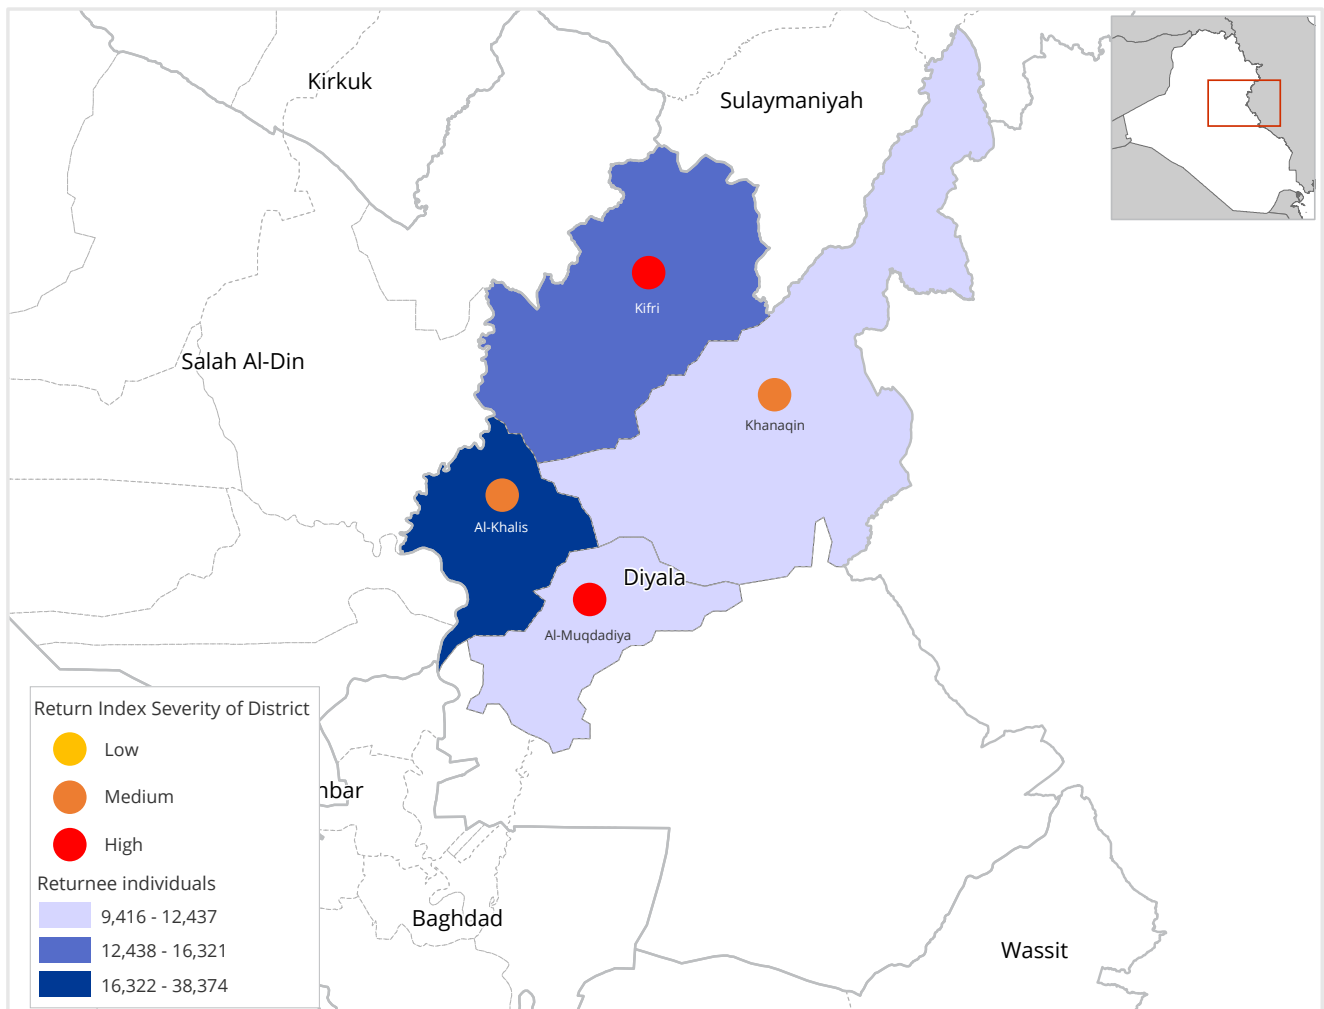 Kirkuk
Sulaymaniyah
Kifri
Salah Al-Din
Khanaqin
Al-Khalis
Diyala
Al-Muqdadiya
Return Index Severity of District
Low
Medium
High
Returnee individuals
9,416 - 12,437
12,438 - 16,321
16,322 - 38,374
nbar
Baghdad
Wassit